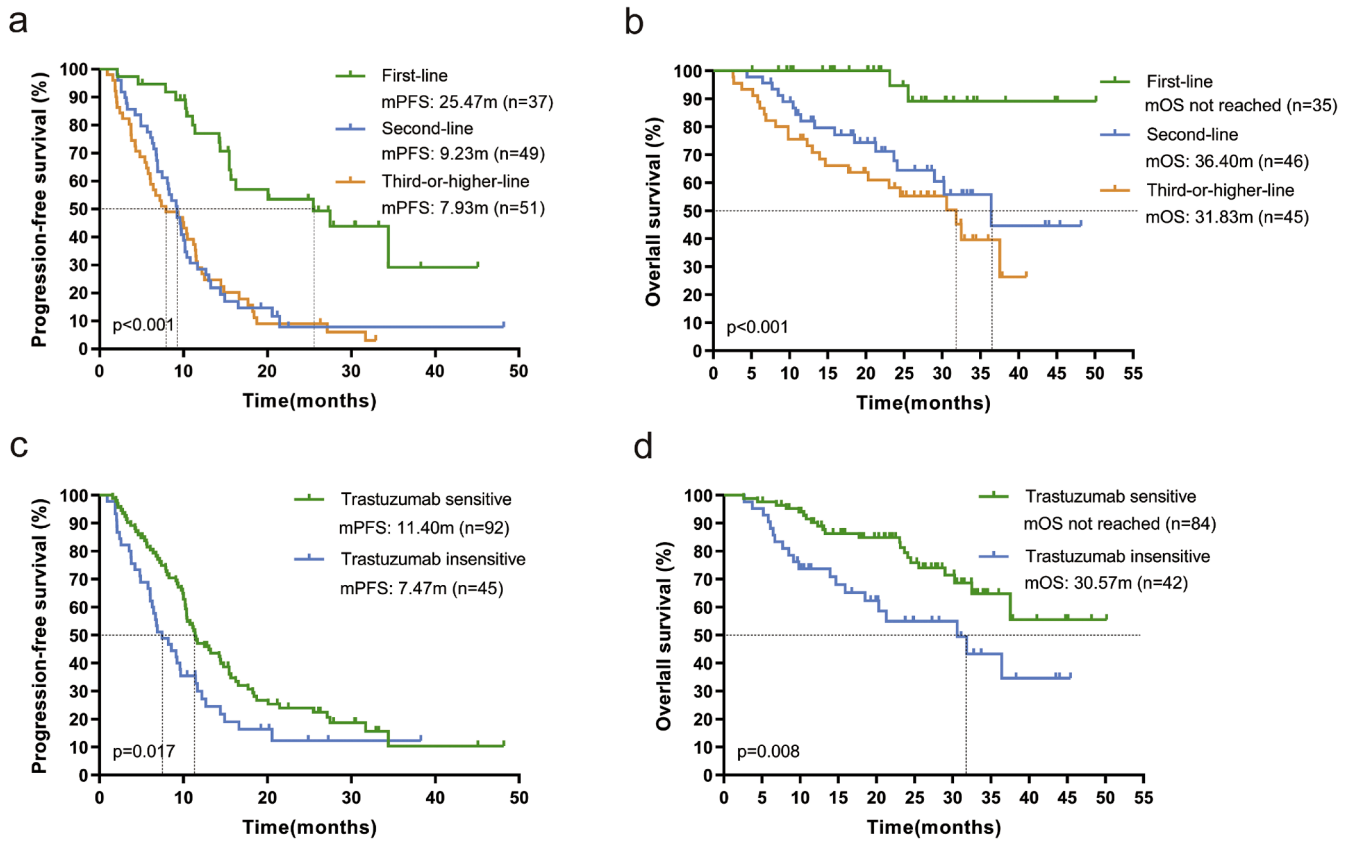 a
Progression-free survival (%)
100
90
80
70
60
50
40
30
20
10
0
0 10 20 30 40 50
Time(months)
p<0.001
First-line
mPFS: 25.47m (n=37)
Second-line
mPFS: 9.23m (n=49)
Third-or-higher-line
mPFS: 7.93m (n=51)
b
Overlall survival (%)
100
90
80
70
60
50
40
30
20
10
0
0 5 10 15 20 25 30 35 40 45 50 55
Time(months)
p<0.001
First-line
mOS not reached (n=35)
Second-line
mOS: 36.40m (n=46)
Third-or-higher-line
mOS: 31.83m (n=45)
c
Progression-free survival (%)
100
90
80
70
60
50
40
30
20
10
0
0 10 20 30 40 50
Time(months)
p=0.017
Trastuzumab sensitive
mPFS: 11.40m (n=92)
Trastuzumab insensitive
mPFS: 7.47m (n=45)
d
Overlall survival (%)
100
90
80
70
60
50
40
30
20
10
0
0 5 10 15 20 25 30 35 40 45 50 55
Time(months)
p=0.008
Trastuzumab sensitive
mOS not reached (n=84)
Trastuzumab insensitive
mOS: 30.57m (n=42)